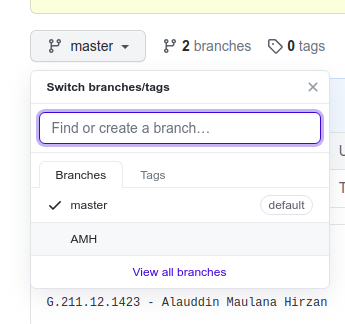 master
2 branches
0 tags
Switch branches/tags
Find or create a branch...
Branches
Tags
master
default
AMH
View all branches
G.211.12.1423 - Alauddin Maulana Hirzan